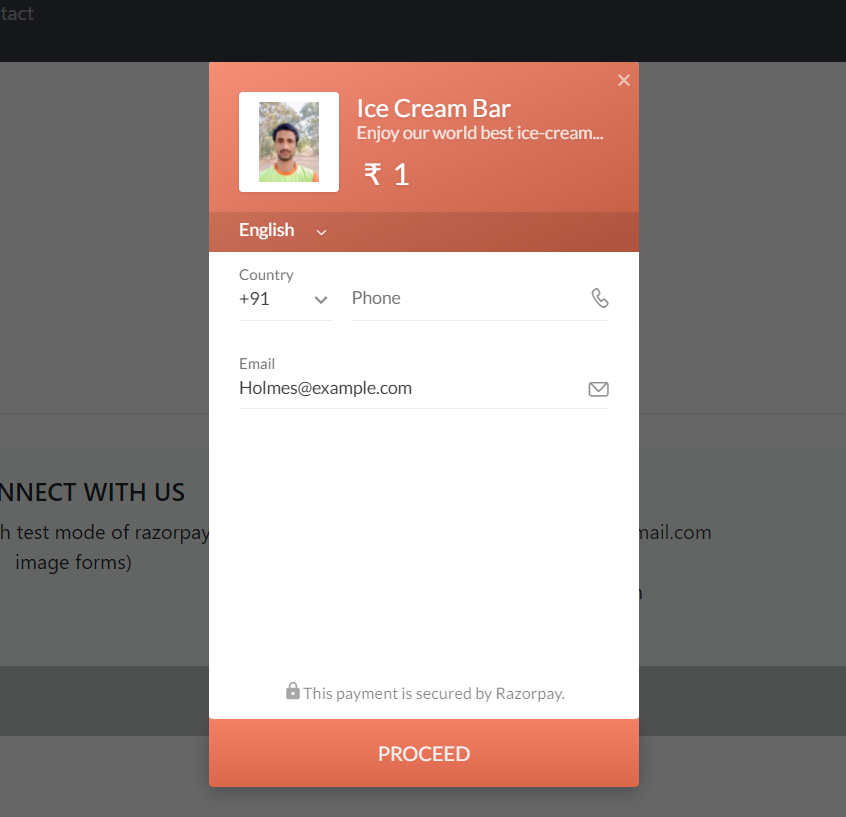 tact
Ice Cream Bar
Enjoy our world best ice-cream...
₹ 1
English
Country
+91
Phone
Email
Holmes@example.com
NNECT WITH US
h test mode of razorpay
image forms)
mail.com
This payment is secured by Razorpay.
PROCEED